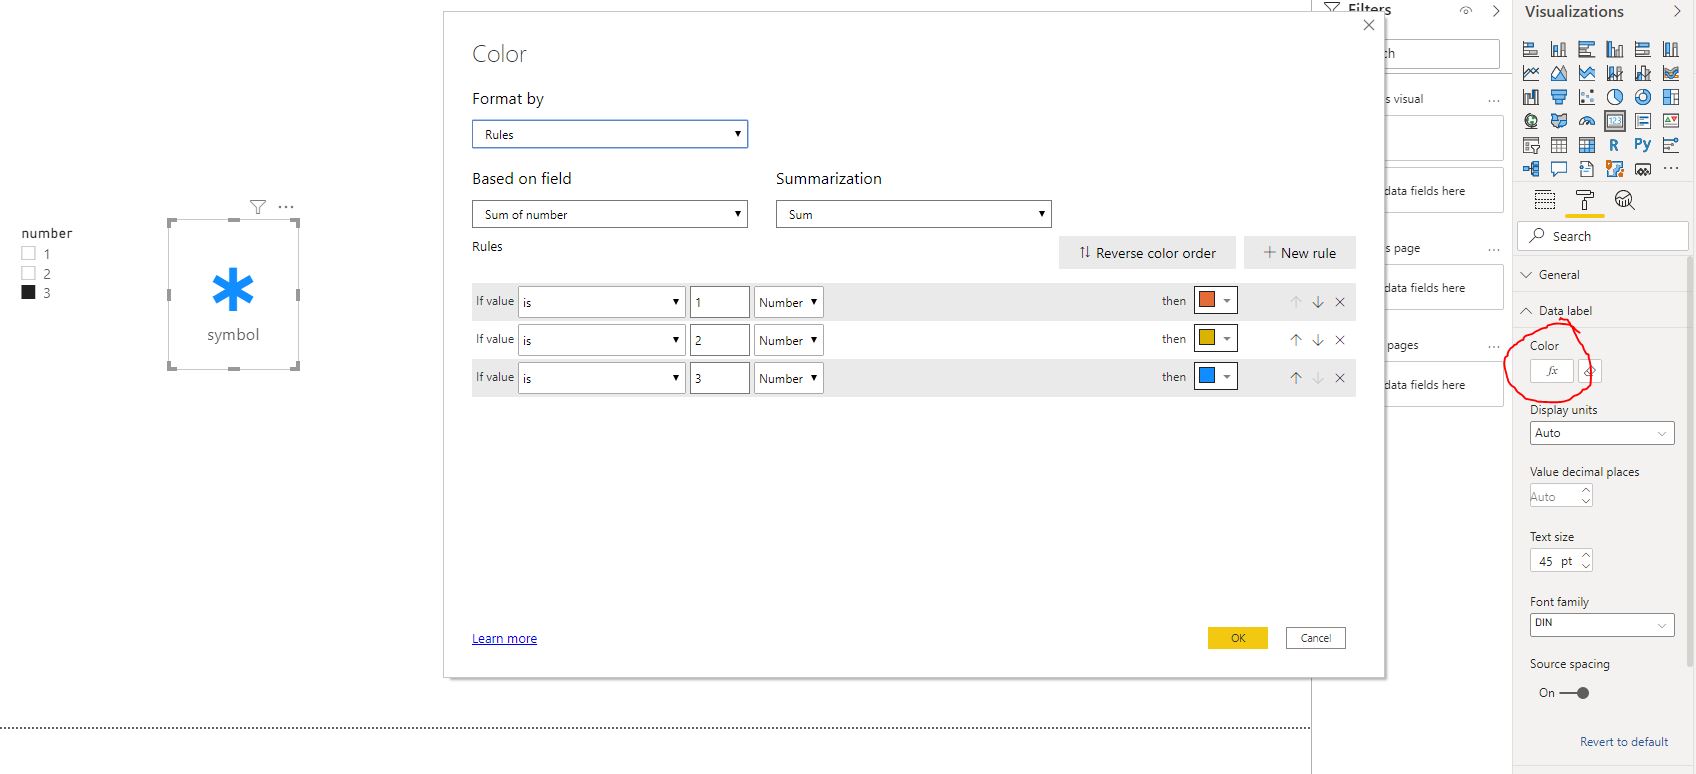 number
1
2
3
*
symbol
Color
Format by
Rules
Based on field
Summarization
Sum of number
Sum
Rules
Reverse color order
New rule
If value is 1 Number then
If value is 2 Number then
If value is 3 Number then
Learn more
OK
Cancel
Filters
ch
s visual
data fields here
s page
data fields here
pages
data fields here
Visualizations
123
R
Py
Search
General
Data label
Color
fx
Display units
Auto
Value decimal places
Auto
Text size
45 pt
Font family
DIN
Source spacing
On
Revert to default